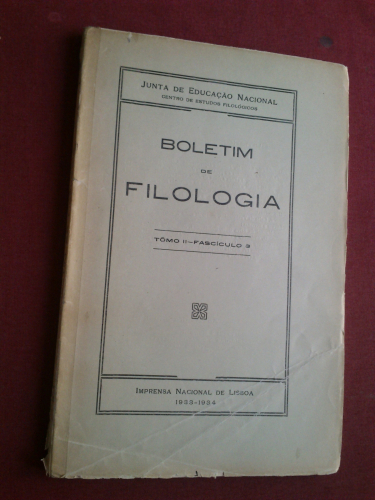 JUNTA DE EDUCAÇÃO NACIONAL
CENTRO DE ESTUDOS FILOLÓGICOS
BOLETIM
DE
FILOLOGIA
TÔMO II—FASCÍCULO 3
IMPRENSA NACIONAL DE LISBOA
1933-1934